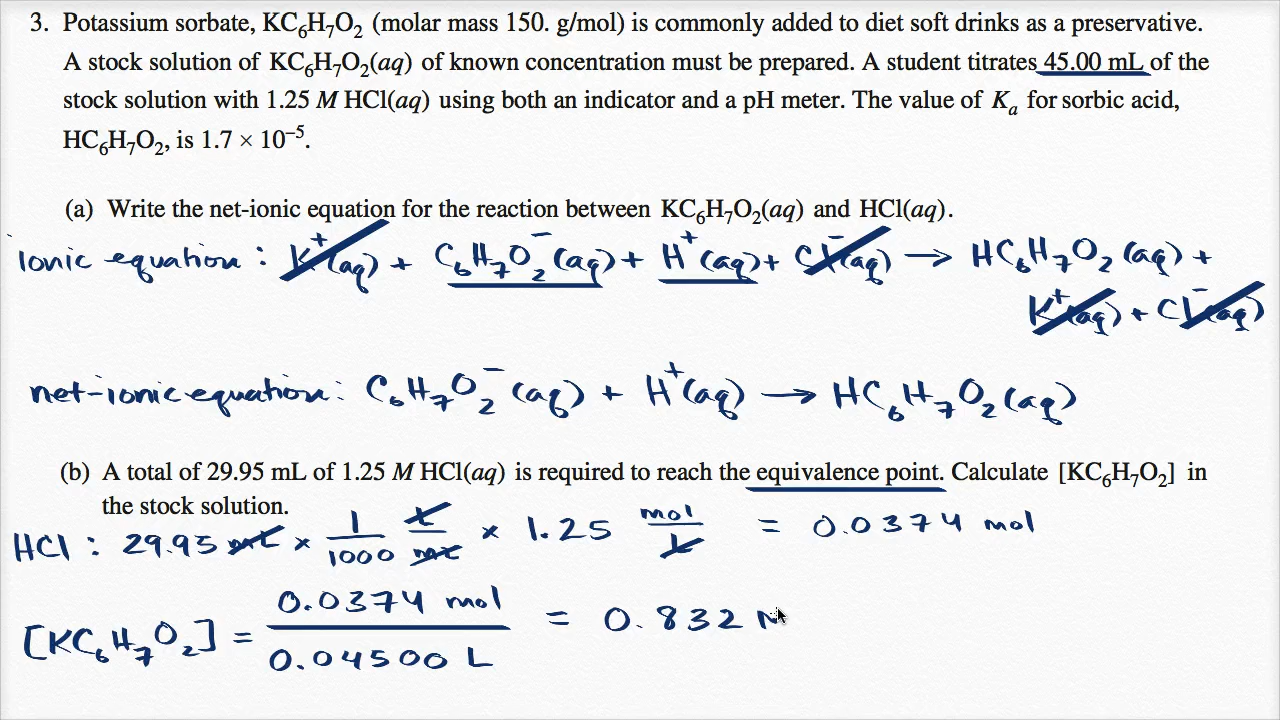 3. Potassium sorbate, KC₆H₇O₂ (molar mass 150. g/mol) is commonly added to diet soft drinks as a preservative.
A stock solution of KC₆H₇O₂(aq) of known concentration must be prepared. A student titrates 45.00 mL of the
stock solution with 1.25 M HCl(aq) using both an indicator and a pH meter. The value of Kₐ for sorbic acid,
HC₆H₇O₂, is 1.7 × 10⁻⁵.
(a) Write the net-ionic equation for the reaction between KC₆H₇O₂(aq) and HCl(aq).
ionic equation: K⁺(aq) + C₆H₇O₂⁻(aq) + H⁺(aq) + Cl⁻(aq) → HC₆H₇O₂(aq) +
K⁺(aq) + Cl⁻(aq)
net-ionic equation: C₆H₇O₂⁻(aq) + H⁺(aq) → HC₆H₇O₂(aq)
(b) A total of 29.95 mL of 1.25 M HCl(aq) is required to reach the equivalence point. Calculate [KC₆H₇O₂] in
the stock solution.
HCl: 29.95 mL × 1/1000 L/mL × 1.25 mol/L = 0.0374 mol
[KC₆H₇O₂] = 0.0374 mol / 0.04500 L = 0.832 M